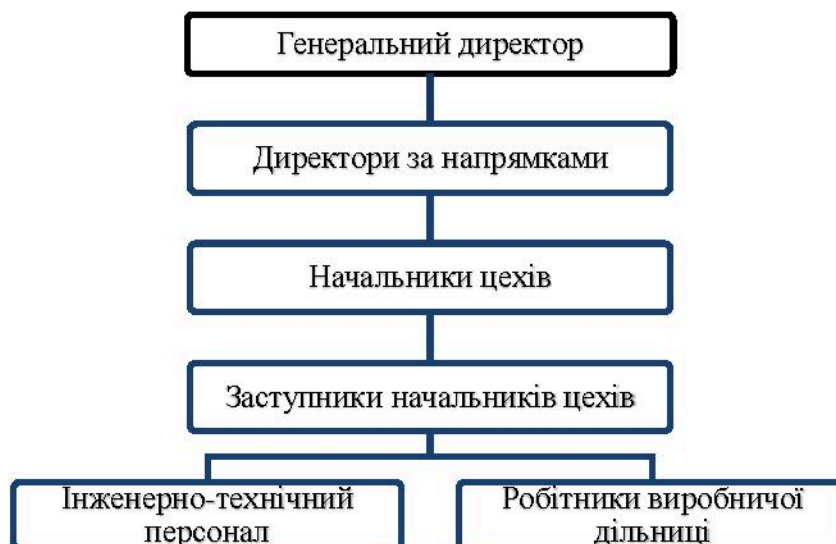 Генеральний директор
Директори за напрямками
Начальники цехів
Заступники начальників цехів
Інженерно-технічний
персонал
Робітники виробничої
дільниці